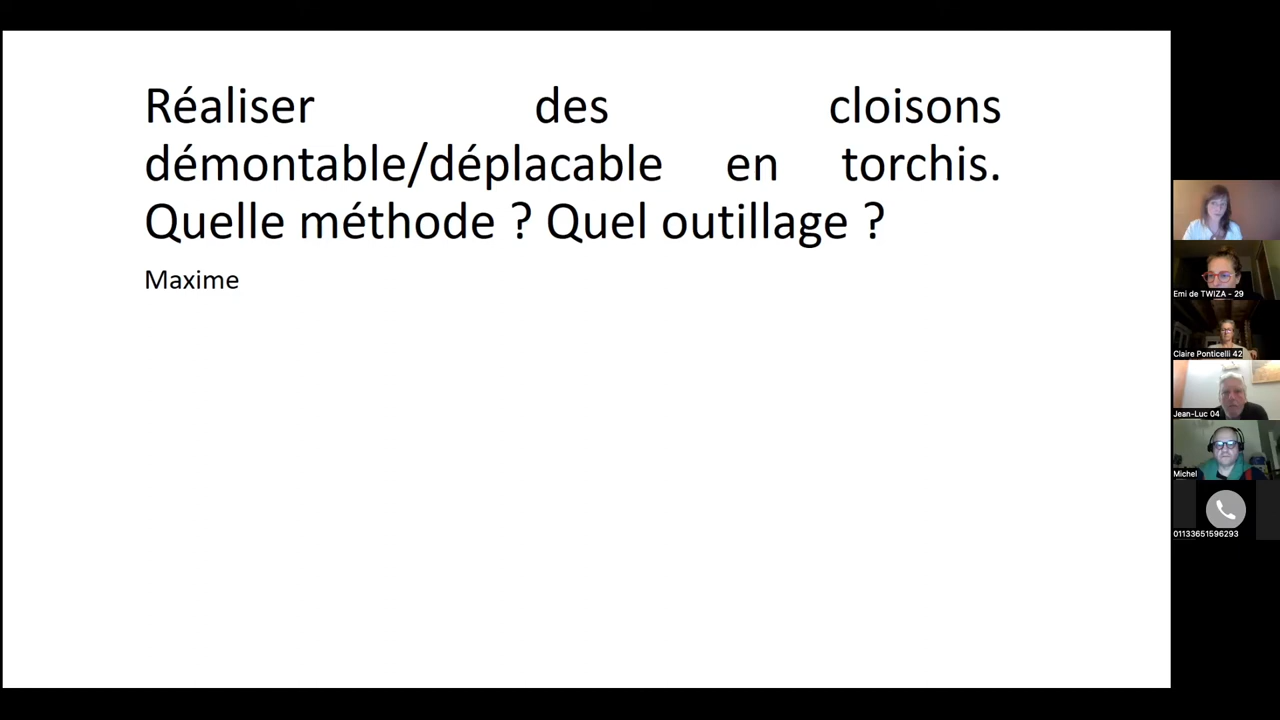 Réaliser des cloisons
démontable/déplacable en torchis.
Quelle méthode ? Quel outillage ?
Maxime
Emi de TWIZA - 29
Claire Ponticelli 42
Jean-Luc 04
Michel
01133651596293